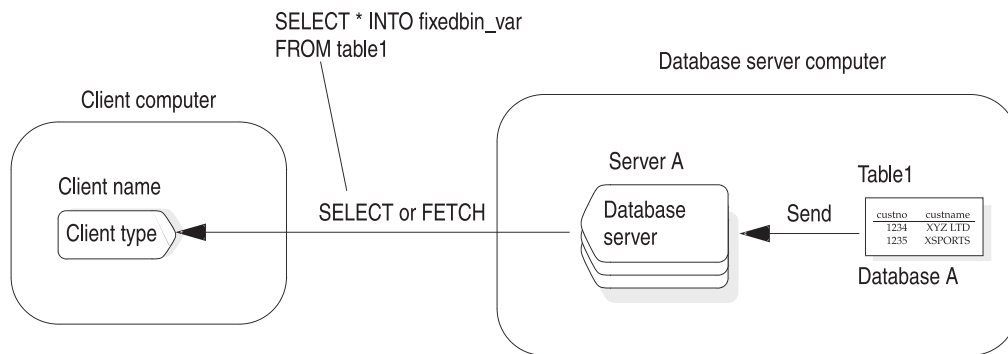 SELECT * INTO fixedbin_var
FROM table1
Database server computer
Client computer
Server A
Table1
Client name
Client type
SELECT or FETCH
Database
server
Send
custno custname
1234 XYZ LTD
1235 XSPORTS
Database A